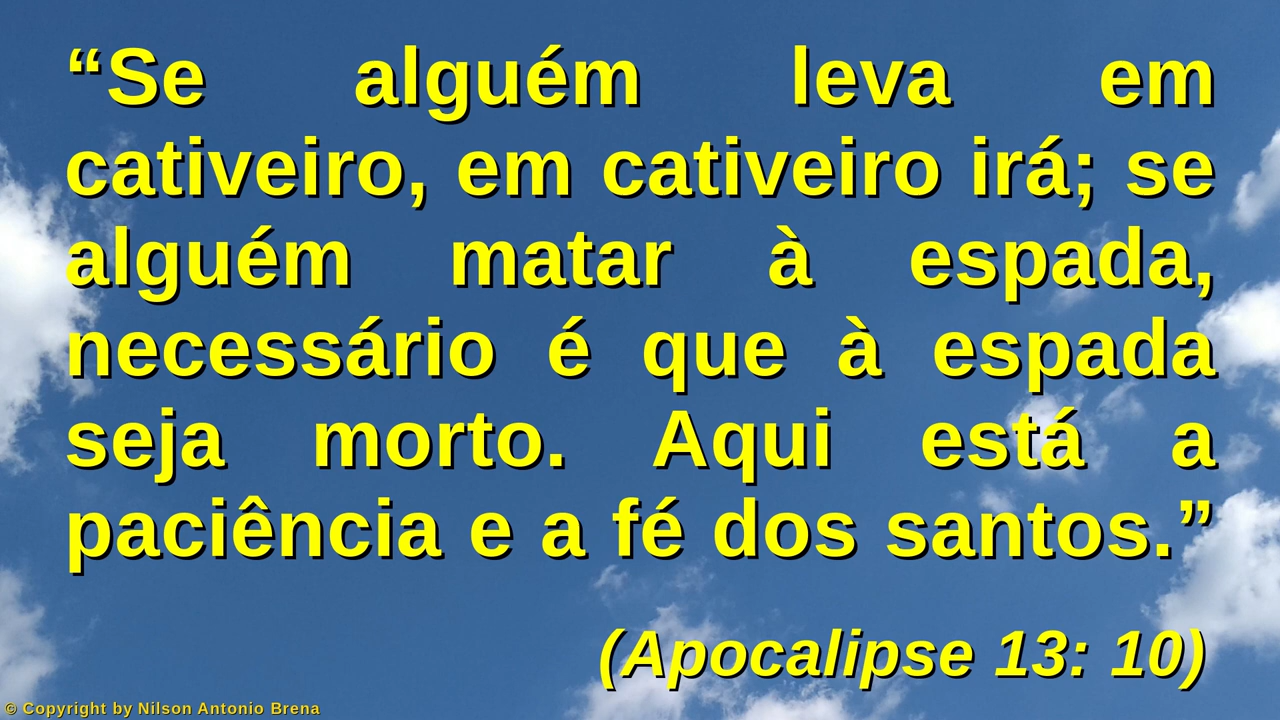 “Se alguém leva em
cativeiro, em cativeiro irá; se
alguém matar à espada,
necessário é que à espada
seja morto. Aqui está a
paciência e a fé dos santos.”
(Apocalipse 13: 10)
© Copyright by Nilson Antonio Brena